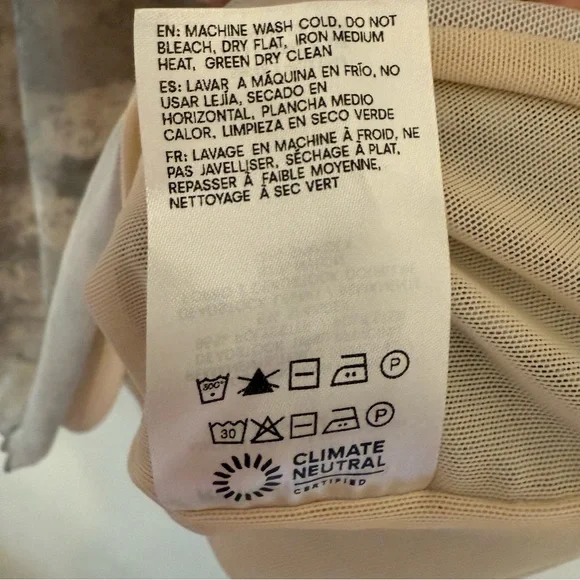 EN: MACHINE WASH COLD, DO NOT
BLEACH, DRY FLAT, IRON MEDIUM
HEAT, GREEN DRY CLEAN
ES: LAVAR A MÁQUINA EN FRÍO, NO
USAR LEJÍA, SECADO EN
HORIZONTAL, PLANCHA MEDIO
CALOR, LIMPIEZA EN SECO VERDE
FR: LAVAGE EN MACHINE À FROID, NE
PAS JAVELLISER, SÉCHAGE À PLAT,
REPASSER À FAIBLE MOYENNE,
NETTOYAGE À SEC VERT
P
30 P
CLIMATE
NEUTRAL
CERTIFIED